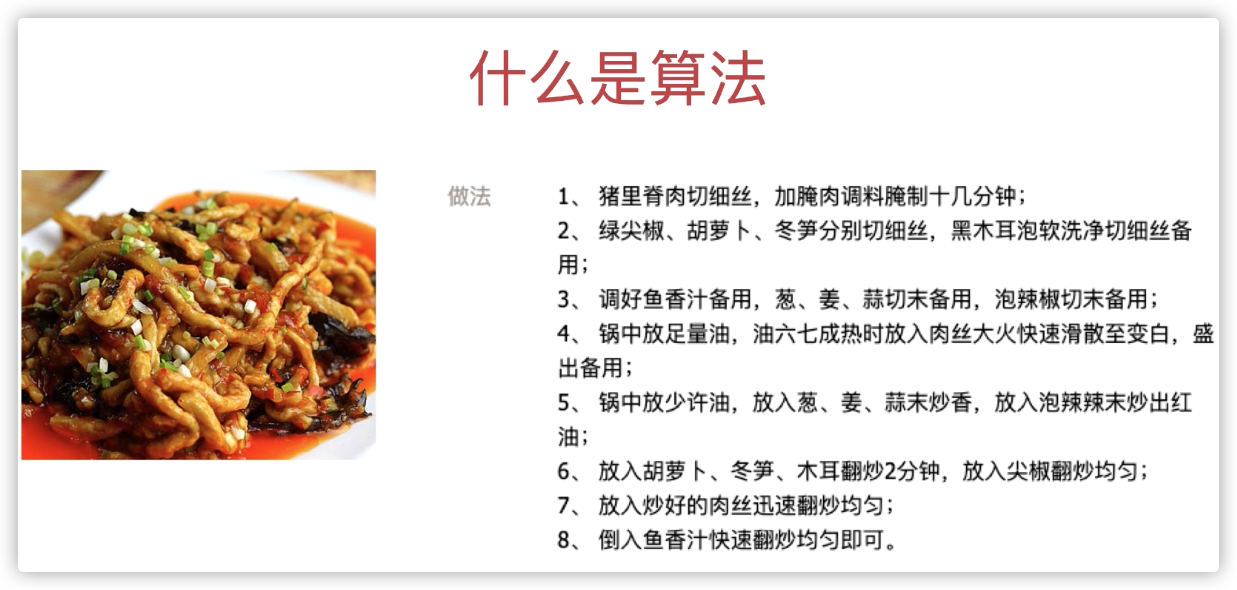 什么是算法
做法
1、 猪里脊肉切细丝，加腌肉调料腌制十几分钟；
2、 绿尖椒、胡萝卜、冬笋分别切细丝，黑木耳泡软洗净切细丝备
用；
3、 调好鱼香汁备用，葱、姜、蒜切末备用，泡辣椒切末备用；
4、 锅中放足量油，油六七成热时放入肉丝大火快速滑散至变白，盛
出备用；
5、 锅中放少许油，放入葱、姜、蒜末炒香，放入泡辣辣末炒出红
油；
6、 放入胡萝卜、冬笋、木耳翻炒2分钟，放入尖椒翻炒均匀；
7、 放入炒好的肉丝迅速翻炒均匀；
8、 倒入鱼香汁快速翻炒均匀即可。